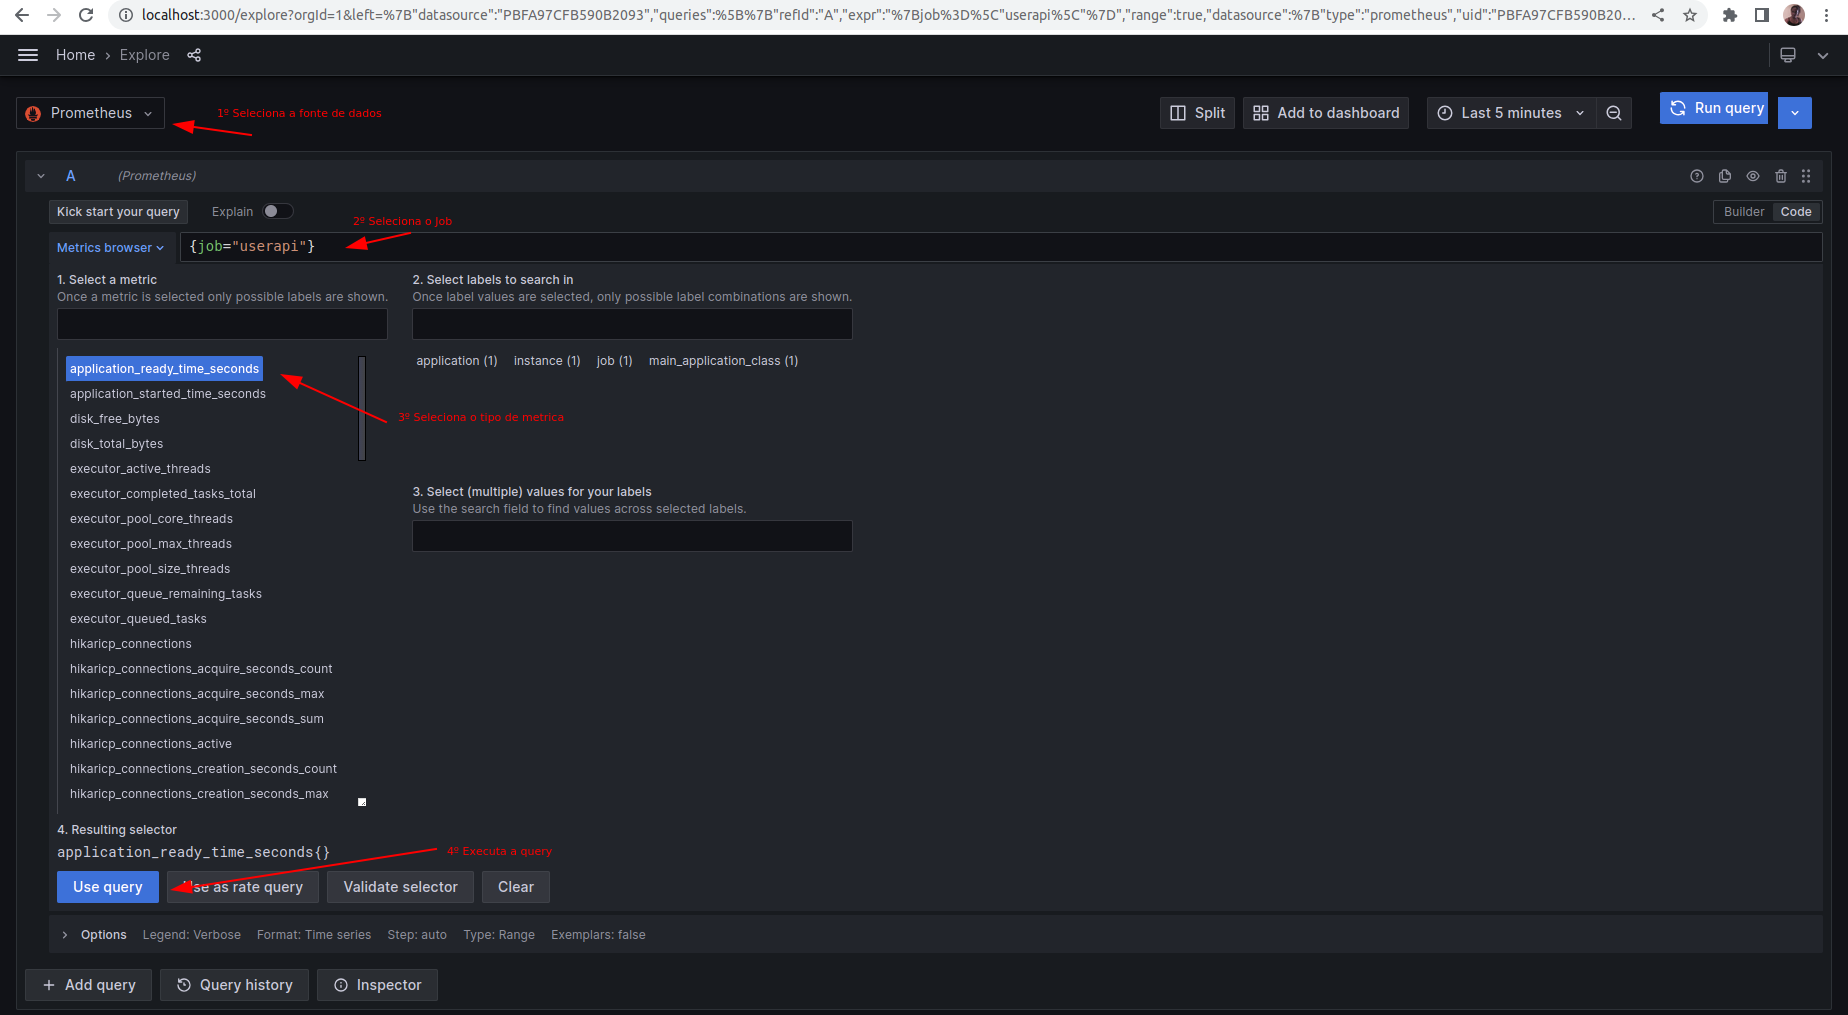 localhost:3000/explore?orgId=1&left=%7B"datasource":"PBFA97CFB590B2093","queries":%5B%7B"refId":"A","expr":"%7Bjob%3D%5C"userapi%5C"%7D","range":true,"datasource":%7B"type":"prometheus","uid":"PBFA97CFB590B20...
Home › Explore
Prometheus
1º Seleciona a fonte de dados
Split
Add to dashboard
Last 5 minutes
Run query
A (Prometheus)
Kick start your query
Explain
2º Seleciona o Job
Builder
Code
Metrics browser
{job="userapi"}
1. Select a metric
Once a metric is selected only possible labels are shown.
2. Select labels to search in
Once label values are selected, only possible label combinations are shown.
application (1) instance (1) job (1) main_application_class (1)
application_ready_time_seconds
application_started_time_seconds
3º Seleciona o tipo de metrica
disk_free_bytes
disk_total_bytes
executor_active_threads
executor_completed_tasks_total
executor_pool_core_threads
executor_pool_max_threads
executor_pool_size_threads
executor_queue_remaining_tasks
executor_queued_tasks
hikaricp_connections
hikaricp_connections_acquire_seconds_count
hikaricp_connections_acquire_seconds_max
hikaricp_connections_acquire_seconds_sum
hikaricp_connections_active
hikaricp_connections_creation_seconds_count
hikaricp_connections_creation_seconds_max
3. Select (multiple) values for your labels
Use the search field to find values across selected labels.
4. Resulting selector
application_ready_time_seconds{}
4º Executa a query
Use query
Use as rate query
Validate selector
Clear
Options Legend: Verbose Format: Time series Step: auto Type: Range Exemplars: false
+ Add query
Query history
Inspector